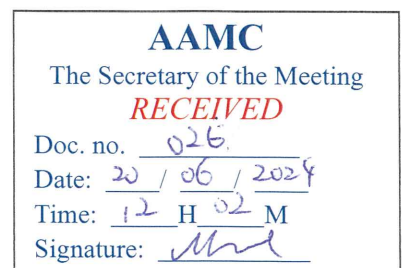 AAMC
The Secretary of the Meeting
RECEIVED
Doc. no. 026.
Date: 20 / 06 / 2024
Time: 12 H 02 M
Signature: